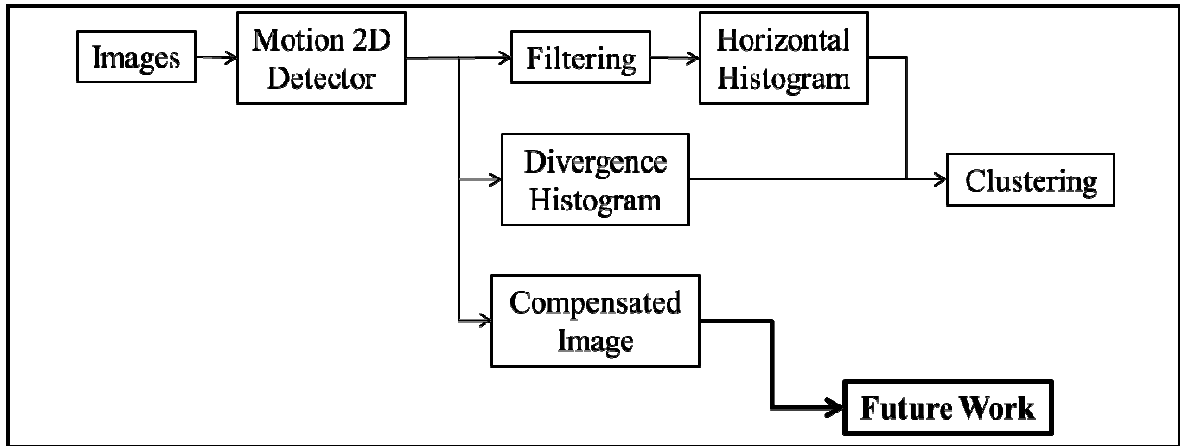 Images
Motion 2D
Detector
Filtering
Horizontal
Histogram
Divergence
Histogram
Clustering
Compensated
Image
Future Work